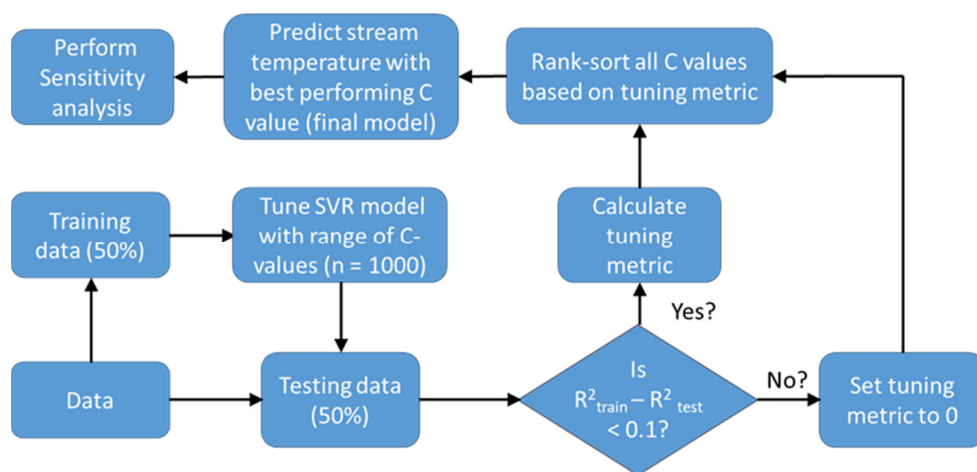 Perform
Sensitivity
analysis
Predict stream
temperature with
best performing C
value (final model)
Rank-sort all C values
based on tuning metric
Training
data (50%)
Tune SVR model
with range of C-
values (n = 1000)
Calculate
tuning
metric
Yes?
Data
Testing data
(50%)
Is
R²train – R² test
< 0.1?
No?
Set tuning
metric to 0